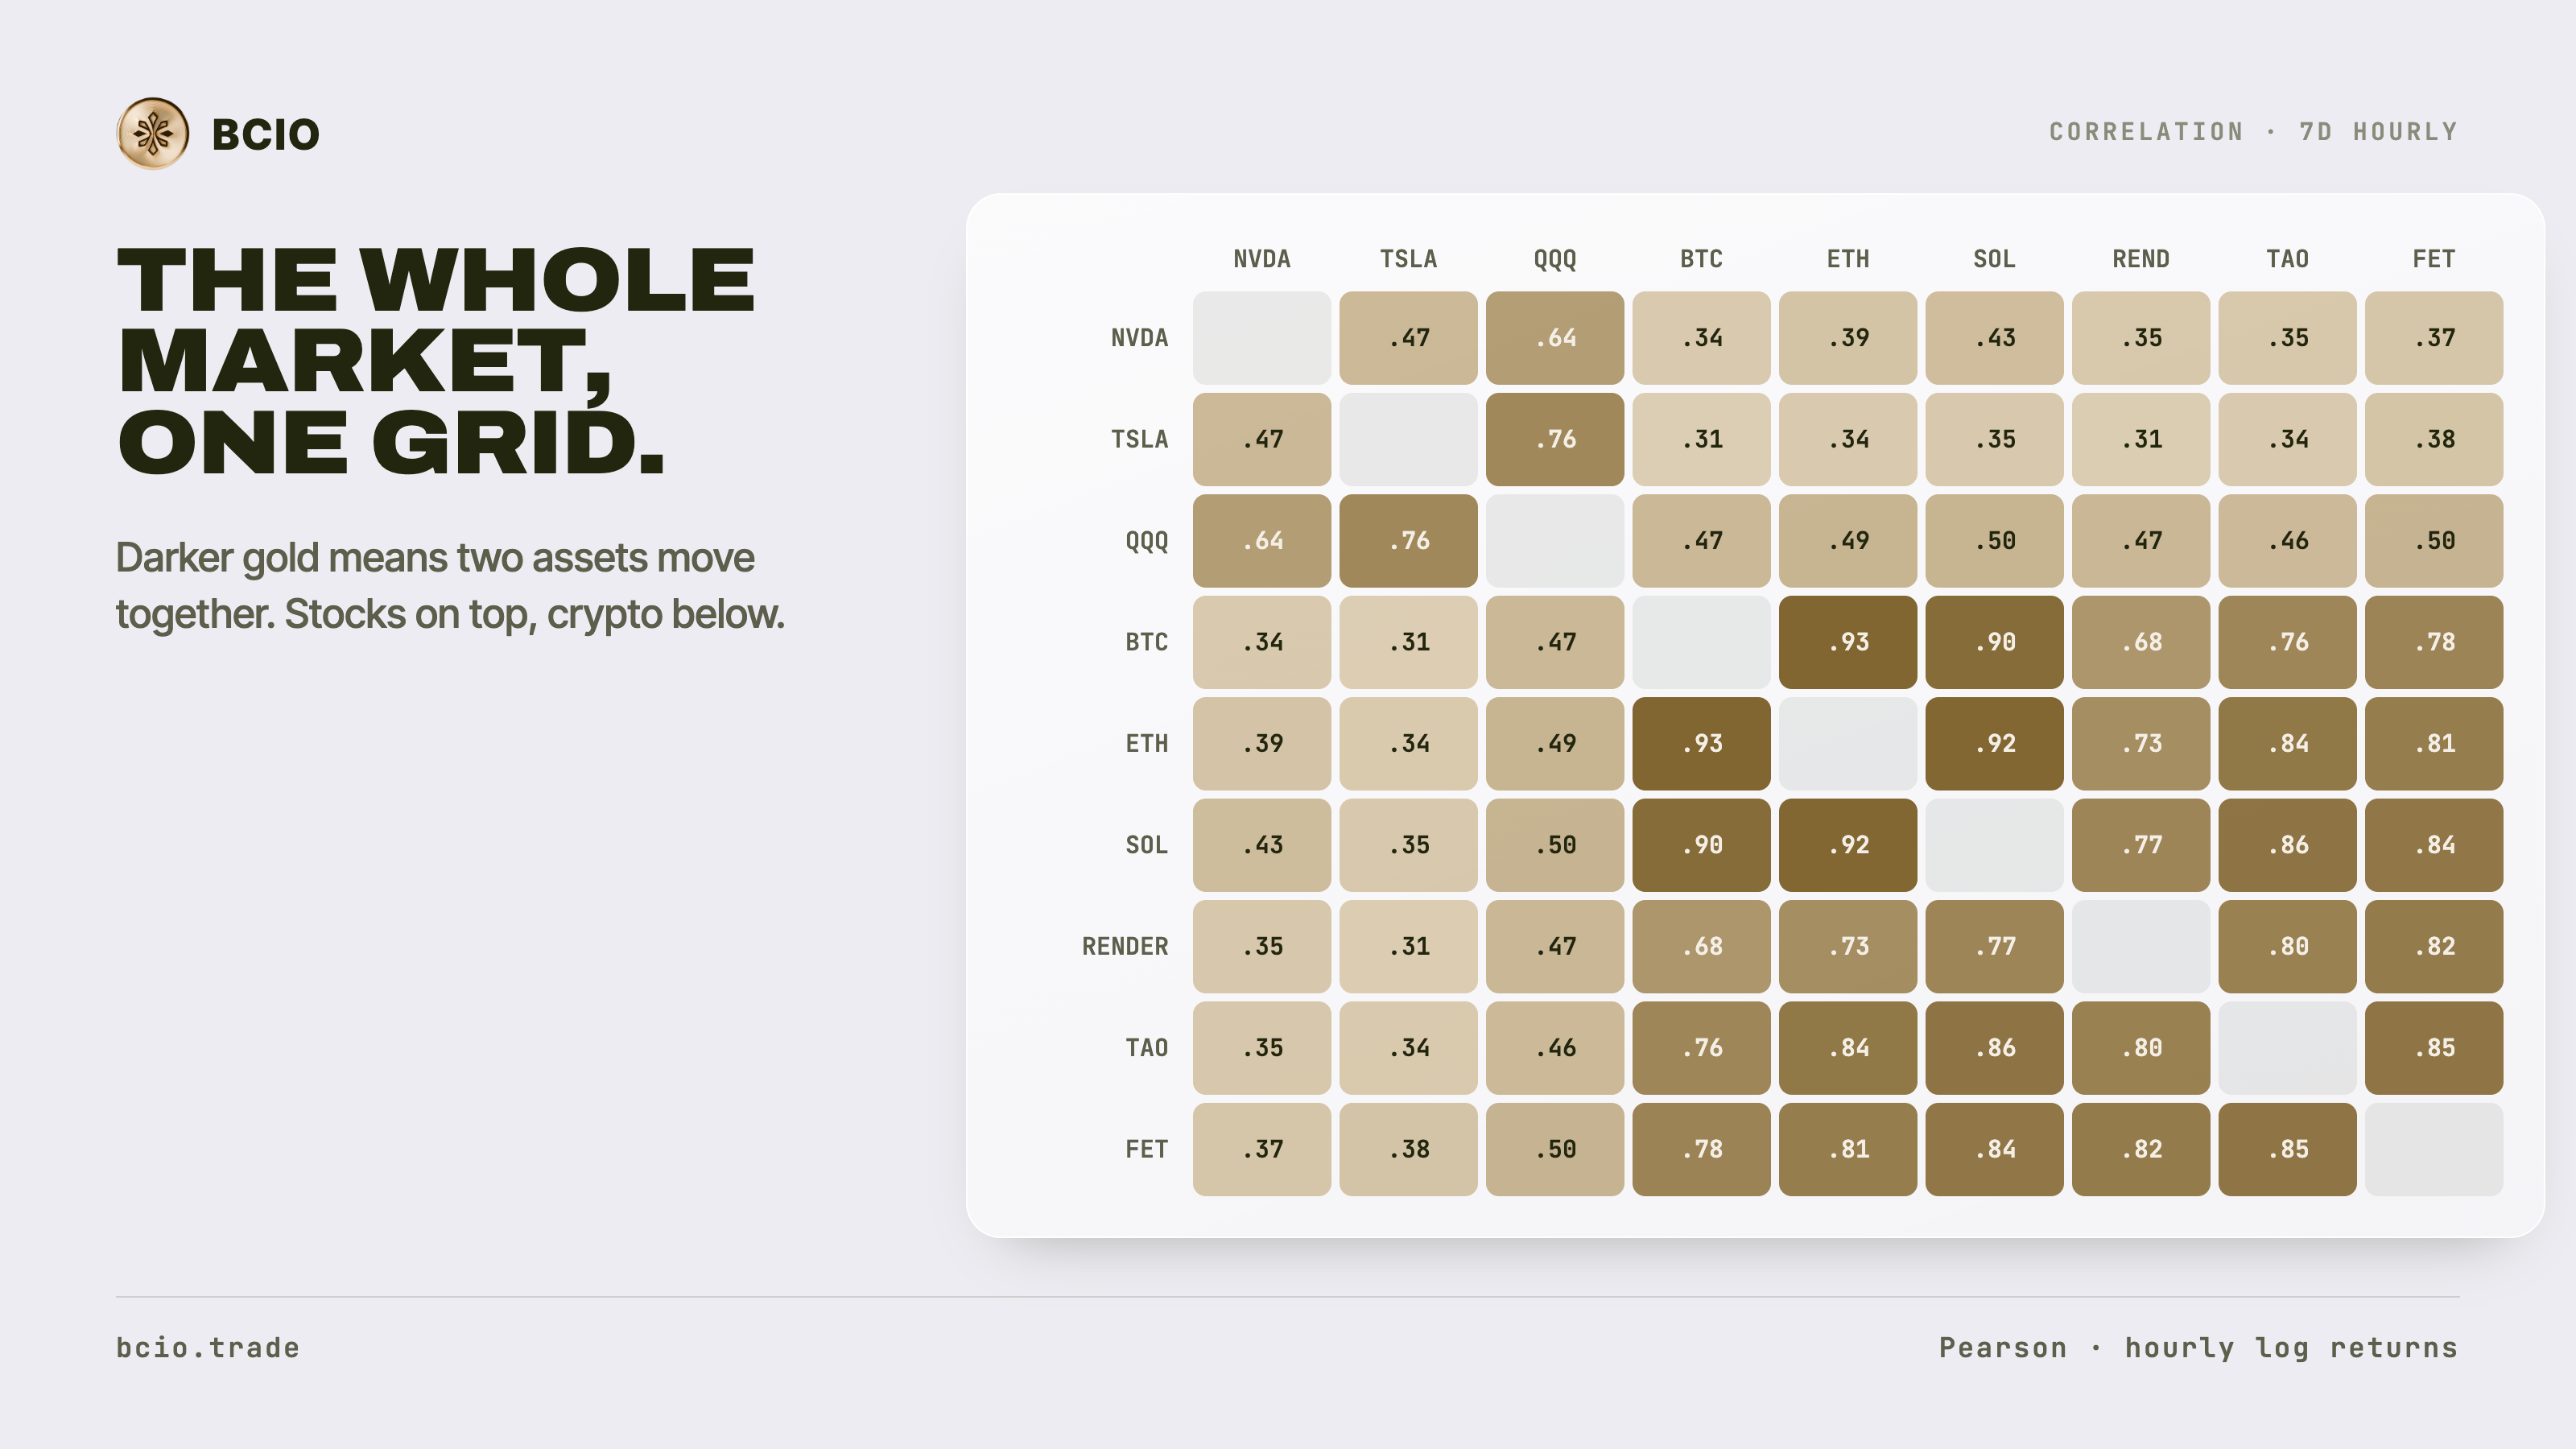 BCIO
CORRELATION · 7D HOURLY
THE WHOLE
MARKET,
ONE GRID.
Darker gold means two assets move
together. Stocks on top, crypto below.
NVDA TSLA QQQ BTC ETH SOL REND TAO FET
NVDA .47 .64 .34 .39 .43 .35 .35 .37
TSLA .47 .76 .31 .34 .35 .31 .34 .38
QQQ .64 .76 .47 .49 .50 .47 .46 .50
BTC .34 .31 .47 .93 .90 .68 .76 .78
ETH .39 .34 .49 .93 .92 .73 .84 .81
SOL .43 .35 .50 .90 .92 .77 .86 .84
RENDER .35 .31 .47 .68 .73 .77 .80 .82
TAO .35 .34 .46 .76 .84 .86 .80 .85
FET .37 .38 .50 .78 .81 .84 .82 .85
bcio.trade
Pearson · hourly log returns